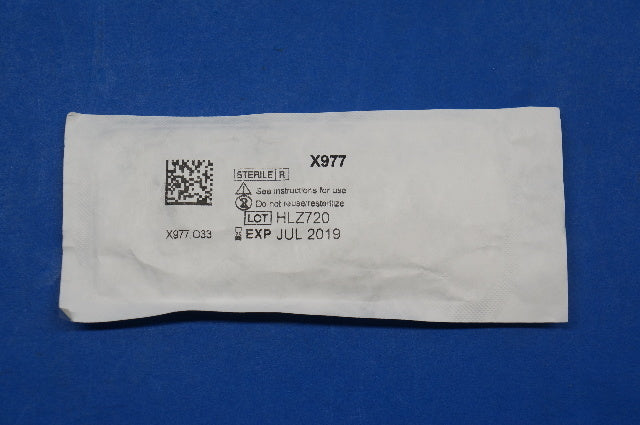 X977
STERILE R
See instructions for use
Do not reuse/resterilize
LOT HLZ720
X977.O33
EXP JUL 2019